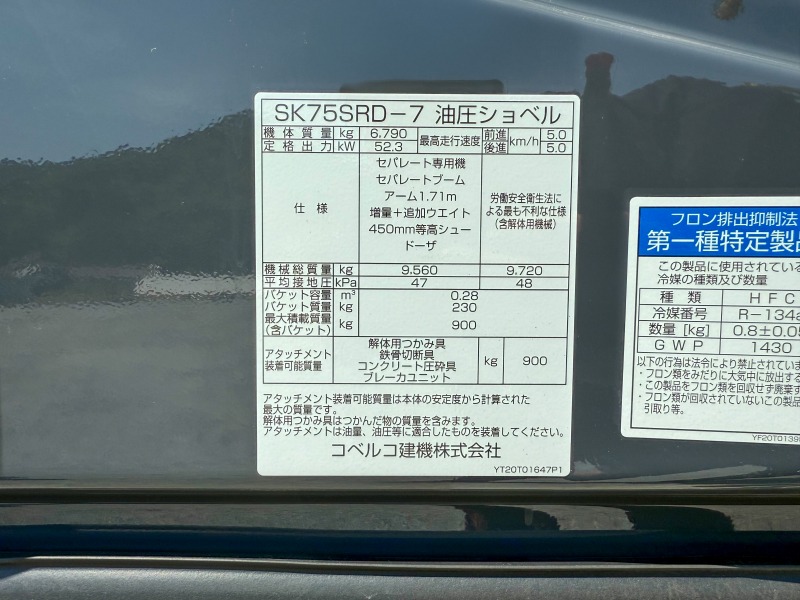 SK75SRD-7 油圧ショベル
機体質量 kg 6.790 最高走行速度 前進 km/h 5.0
定格出力 kW 52.3 後進 5.0
仕様
セパレート専用機
セパレートブーム
アーム1.71m
増量+追加ウエイト
450mm等高シュー
ドーザ
労働安全衛生法に
よる最も不利な仕様
(含解体用機械)
機械総質量 kg 9.560 9.720
平均接地圧 kPa 47 48
バケット容量 m³ 0.28
バケット質量 kg 230
最大積載質量
(含バケット) kg 900
アタッチメント
装着可能質量
解体用つかみ具
鉄骨切断具
コンクリート圧砕具
ブレーカユニット
kg 900
アタッチメント装着可能質量は本体の安定度から計算された
最大の質量です。
解体用つかみ具はつかんだ物の質量を含みます。
アタッチメントは油量、油圧等に適合したものを装着してください。
コベルコ建機株式会社
YT20T01647P1
フロン排出抑制法
第一種特定製品
この製品に使用されている
冷媒の種類及び数量
種類 HFC
冷媒番号 R-134a
数量 [kg] 0.8±0.05
GWP 1430
以下の行為は法令により禁止されて
・フロン類をみだりに大気中に放出する
・この製品をフロン類を回収せず廃棄す
・フロン類が回収されていないこの製品
引取り等。
YF20T0139